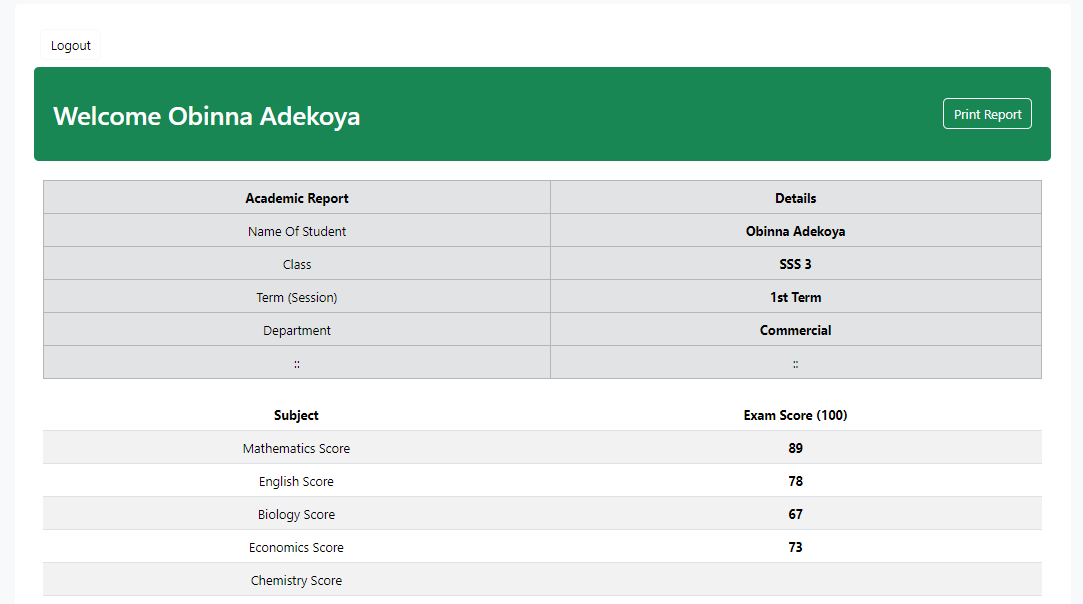 Logout
Welcome Obinna Adekoya
Print Report
Academic Report Details
Name Of Student Obinna Adekoya
Class SSS 3
Term (Session) 1st Term
Department Commercial
:: ::
Subject Exam Score (100)
Mathematics Score 89
English Score 78
Biology Score 67
Economics Score 73
Chemistry Score